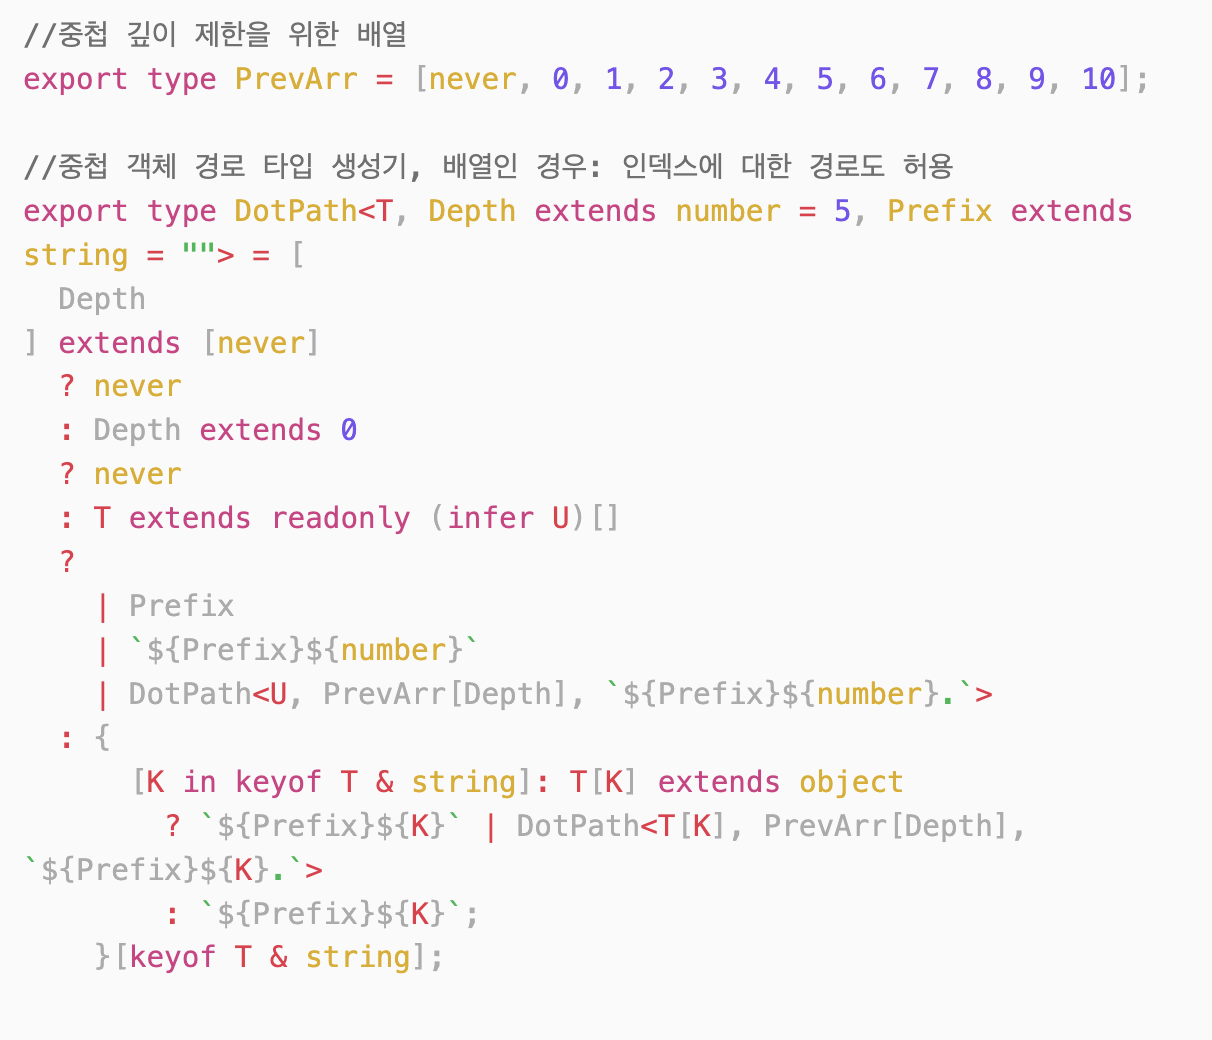 //중첩 깊이 제한을 위한 배열
export type PrevArr = [never, 0, 1, 2, 3, 4, 5, 6, 7, 8, 9, 10];

//중첩 객체 경로 타입 생성기, 배열인 경우: 인덱스에 대한 경로도 허용
export type DotPath<T, Depth extends number = 5, Prefix extends
string = ""> = [
  Depth
] extends [never]
  ? never
  : Depth extends 0
  ? never
  : T extends readonly (infer U)[]
  ?
    | Prefix
    | `${Prefix}${number}`
    | DotPath<U, PrevArr[Depth], `${Prefix}${number}.`>
  : {
      [K in keyof T & string]: T[K] extends object
        ? `${Prefix}${K}` | DotPath<T[K], PrevArr[Depth],
`${Prefix}${K}.`>
        : `${Prefix}${K}`;
    }[keyof T & string];